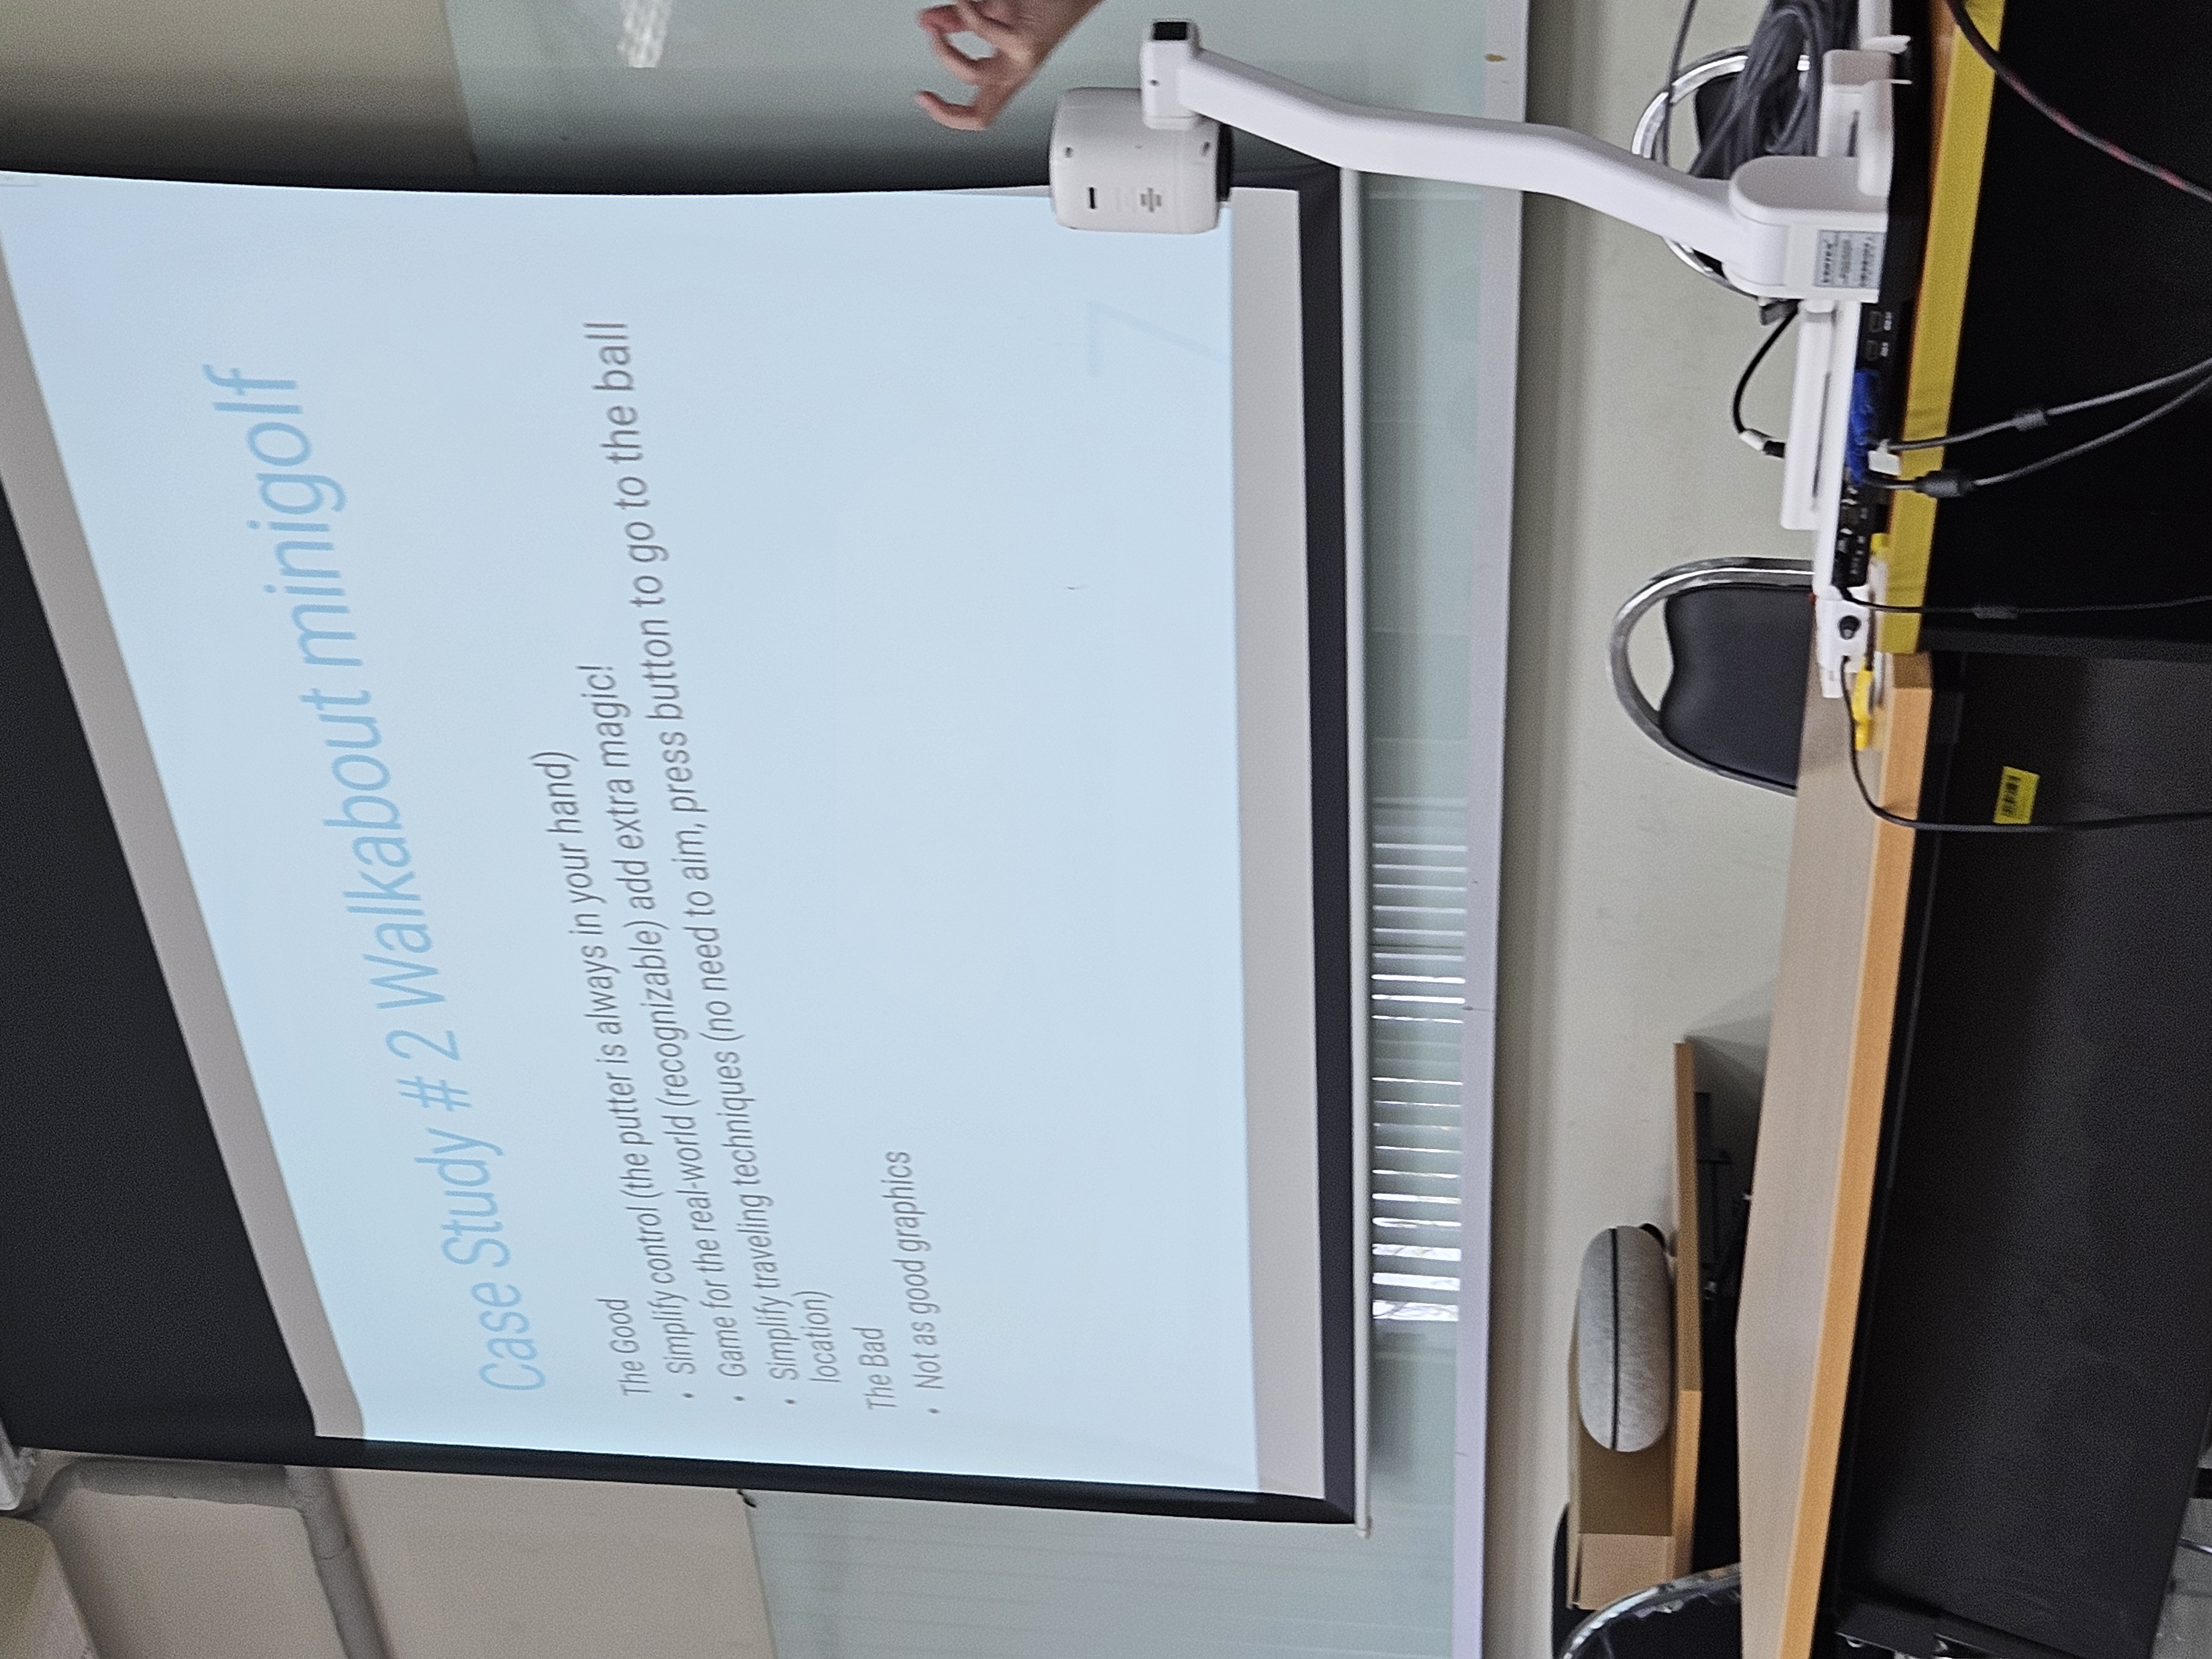 Case Study # 2 Walkabout minigolf
The Good
• Simplify control (the putter is always in your hand)
• Game for the real-world (recognizable) add extra magic!
• Simplify traveling techniques (no need to aim, press button to go to the ball
location)
The Bad
• Not as good graphics
7